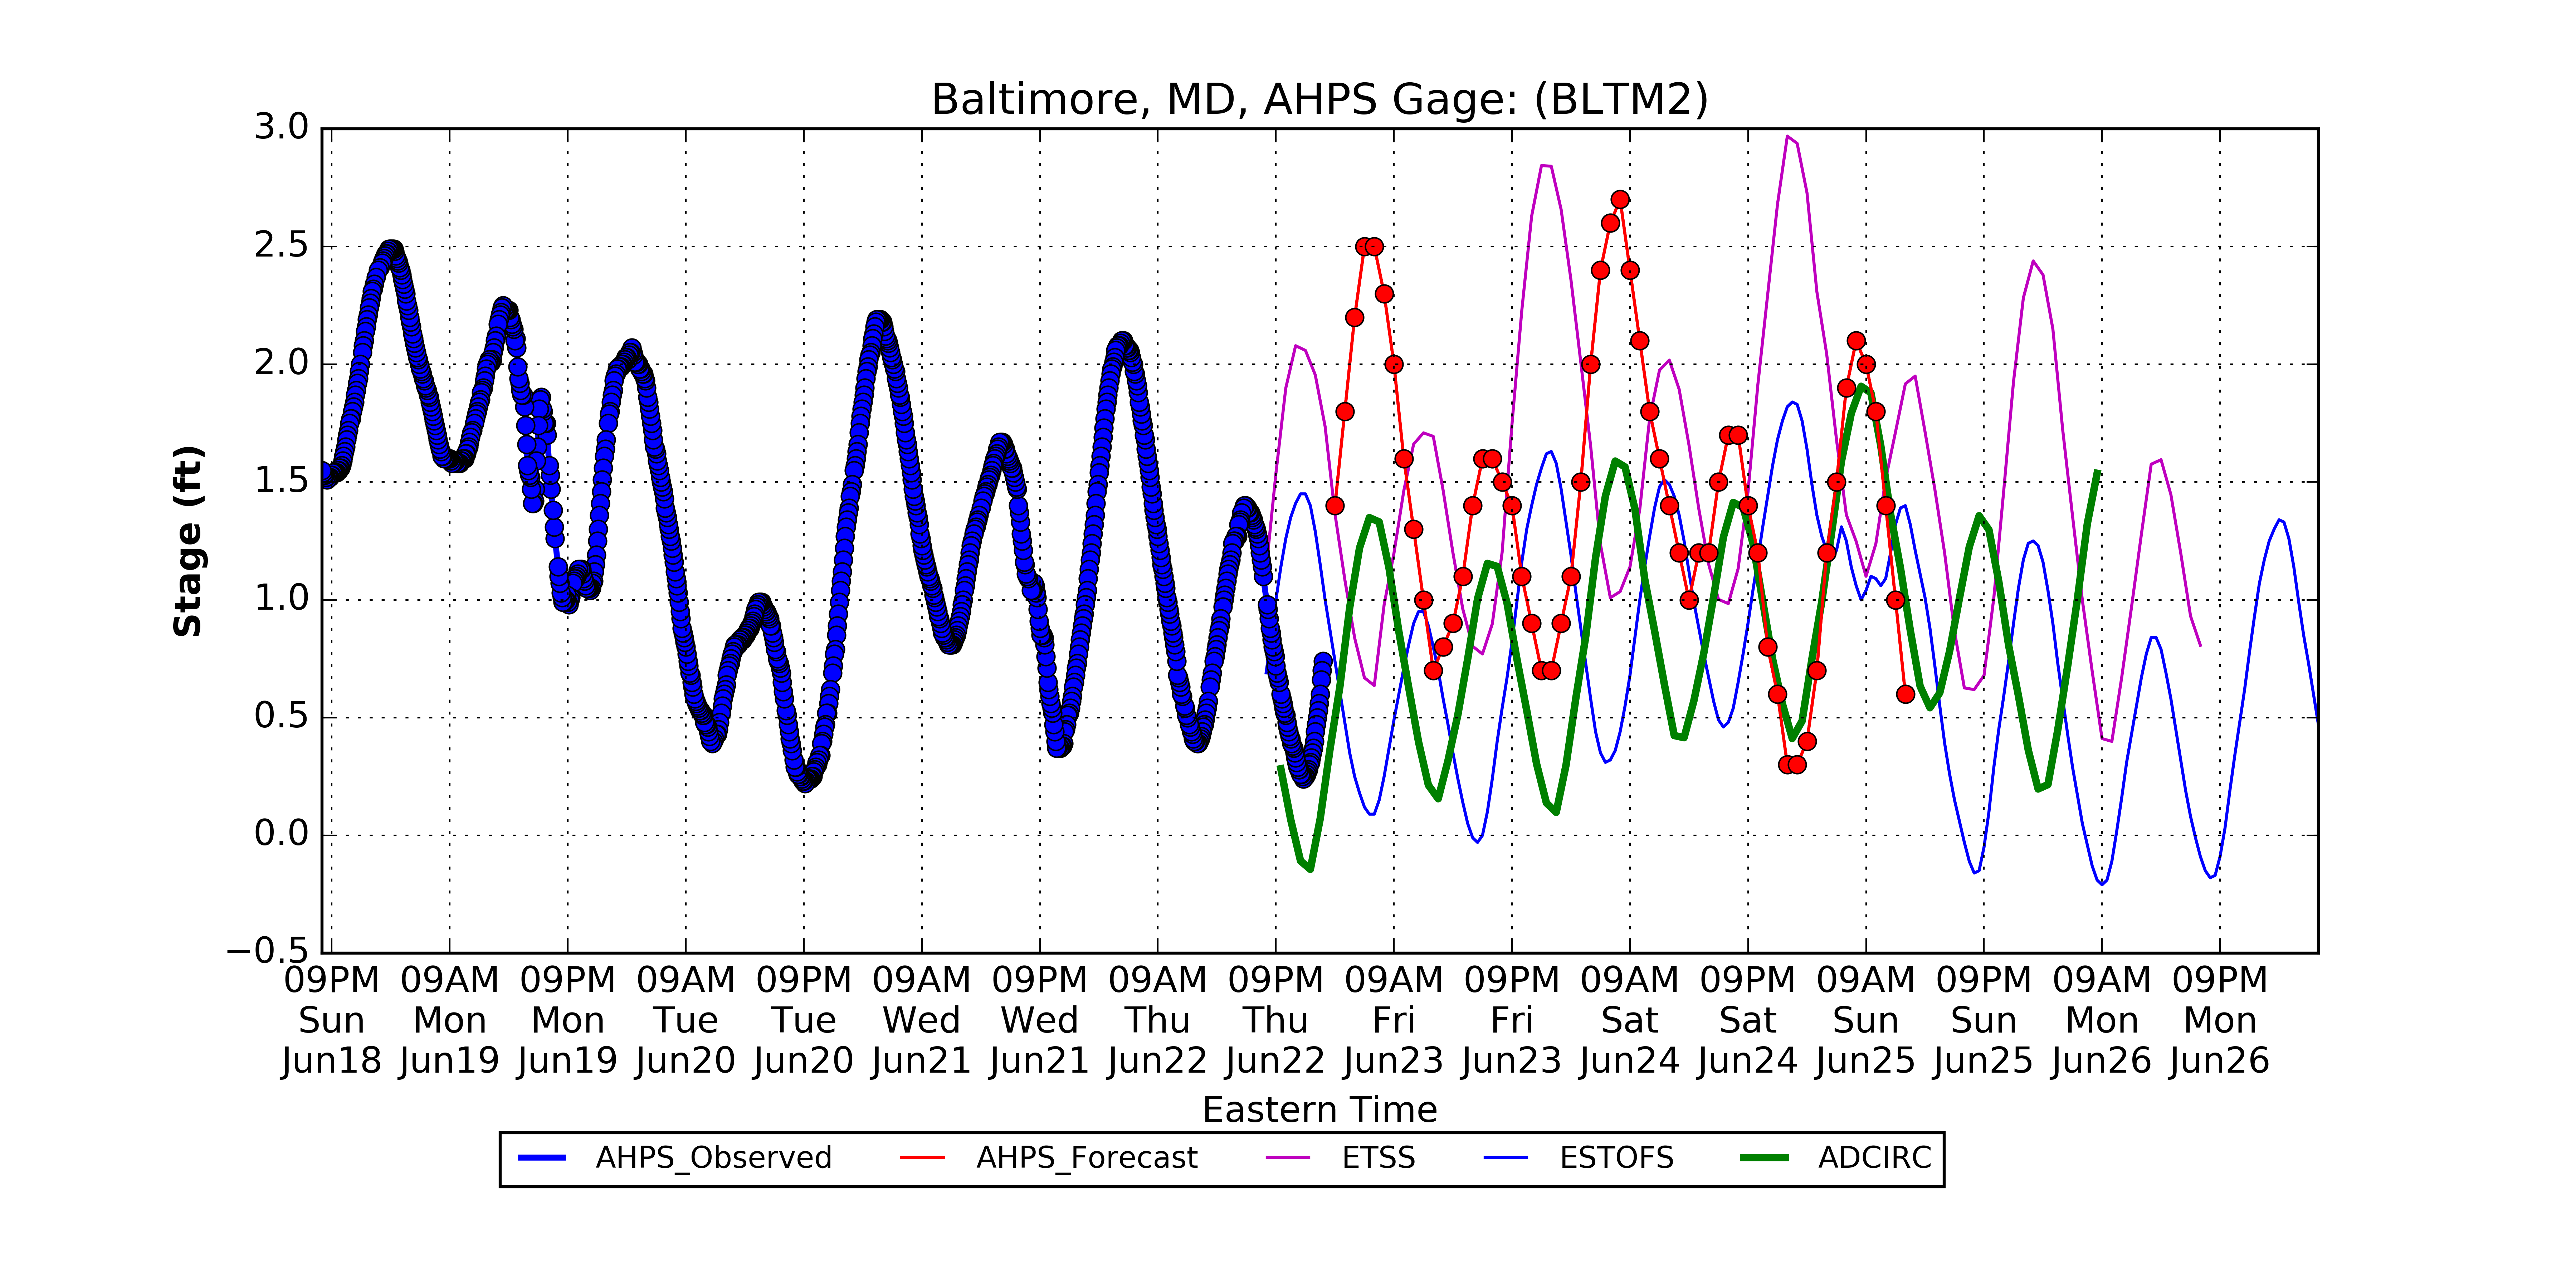 Baltimore, MD, AHPS Gage: (BLTM2)
3.0
2.5
2.0
1.5
1.0
0.5
0.0
−0.5
Stage (ft)
09PM 09AM 09PM 09AM 09PM 09AM 09PM 09AM 09PM 09AM 09PM 09AM 09PM 09AM 09PM 09AM 09PM
Sun Mon Mon Tue Tue Wed Wed Thu Thu Fri Fri Sat Sat Sun Sun Mon Mon
Jun18 Jun19 Jun19 Jun20 Jun20 Jun21 Jun21 Jun22 Jun22 Jun23 Jun23 Jun24 Jun24 Jun25 Jun25 Jun26 Jun26
Eastern Time
AHPS_Observed AHPS_Forecast ETSS ESTOFS ADCIRC